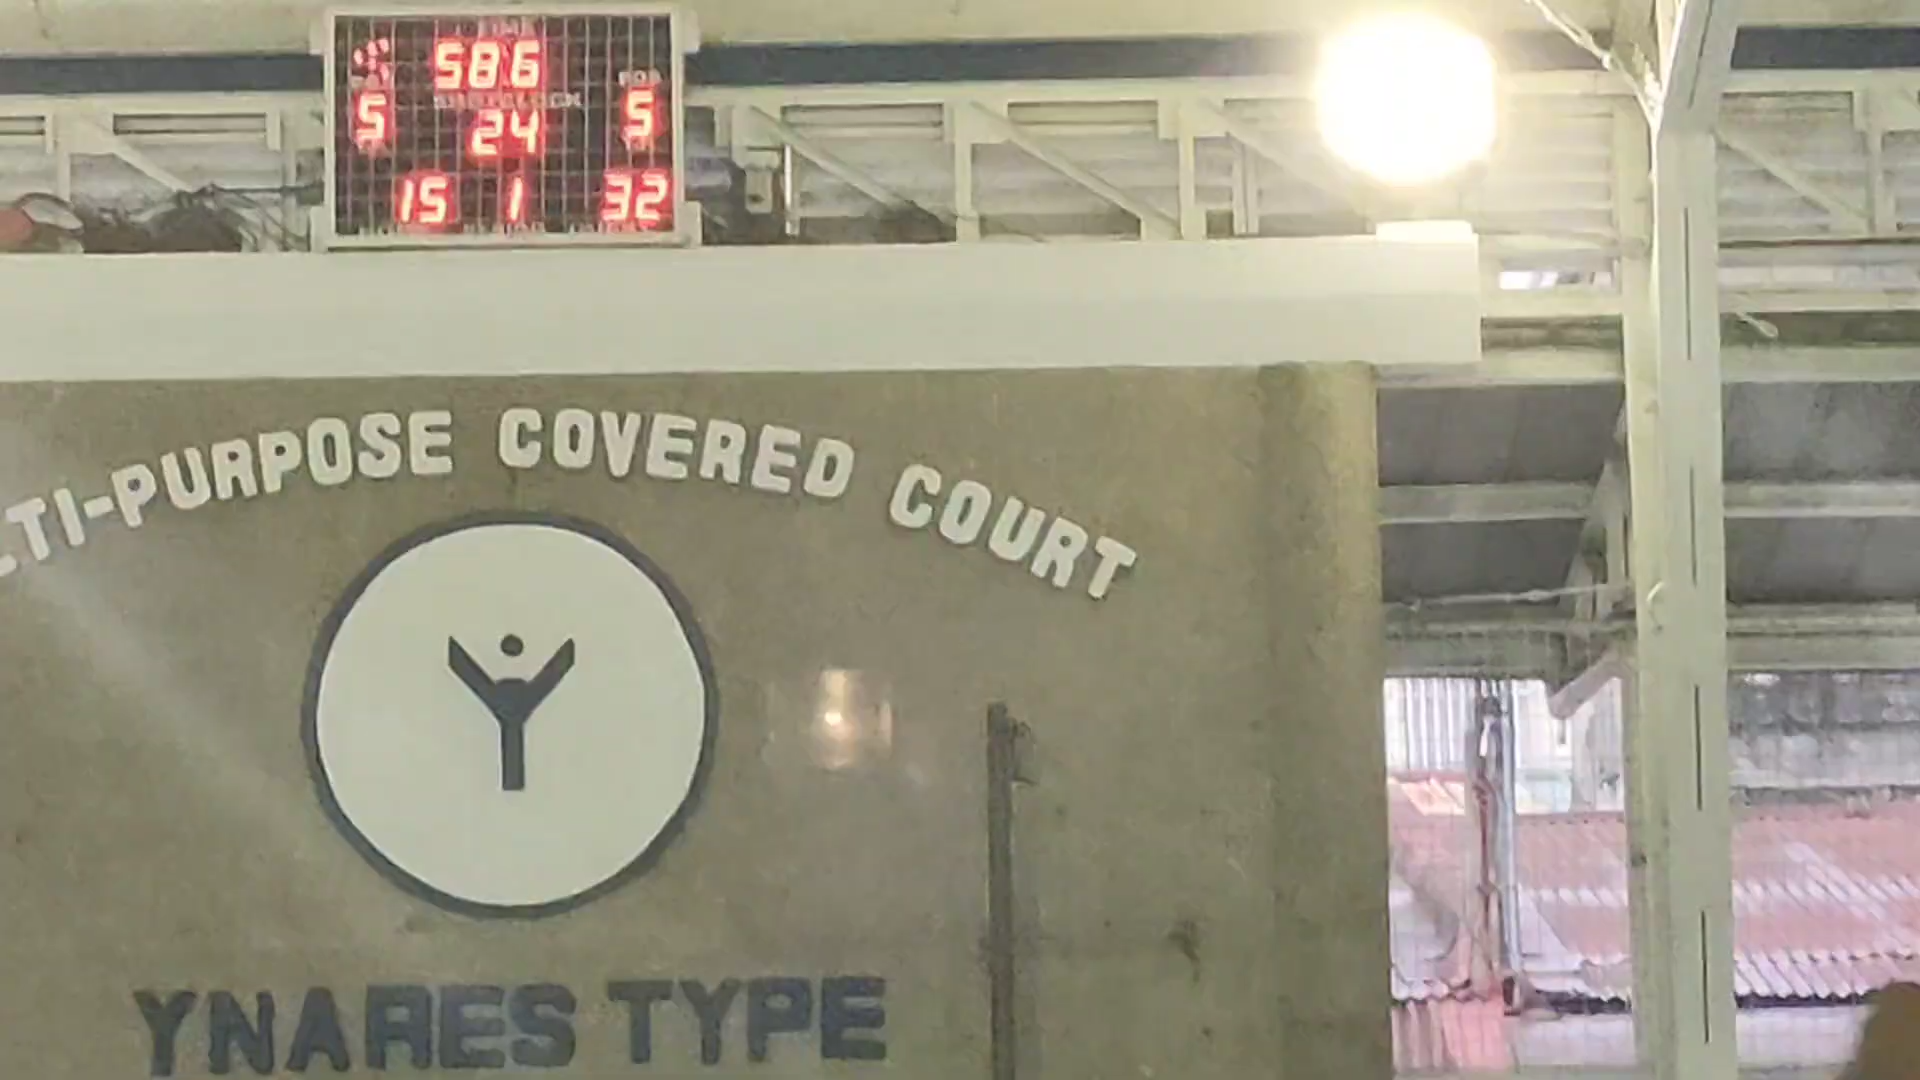 58.6
5 24 5
15 1 32
LTI-PURPOSE COVERED COURT
Y
YNARES TYPE